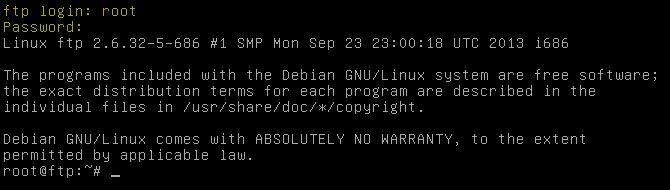 ftp login: root
Password:
Linux ftp 2.6.32-5-686 #1 SMP Mon Sep 23 23:00:18 UTC 2013 i686
The programs included with the Debian GNU/Linux system are free software;
the exact distribution terms for each program are described in the
individual files in /usr/share/doc/*/copyright.
Debian GNU/Linux comes with ABSOLUTELY NO WARRANTY, to the extent
permitted by applicable law.
root@ftp:~# _